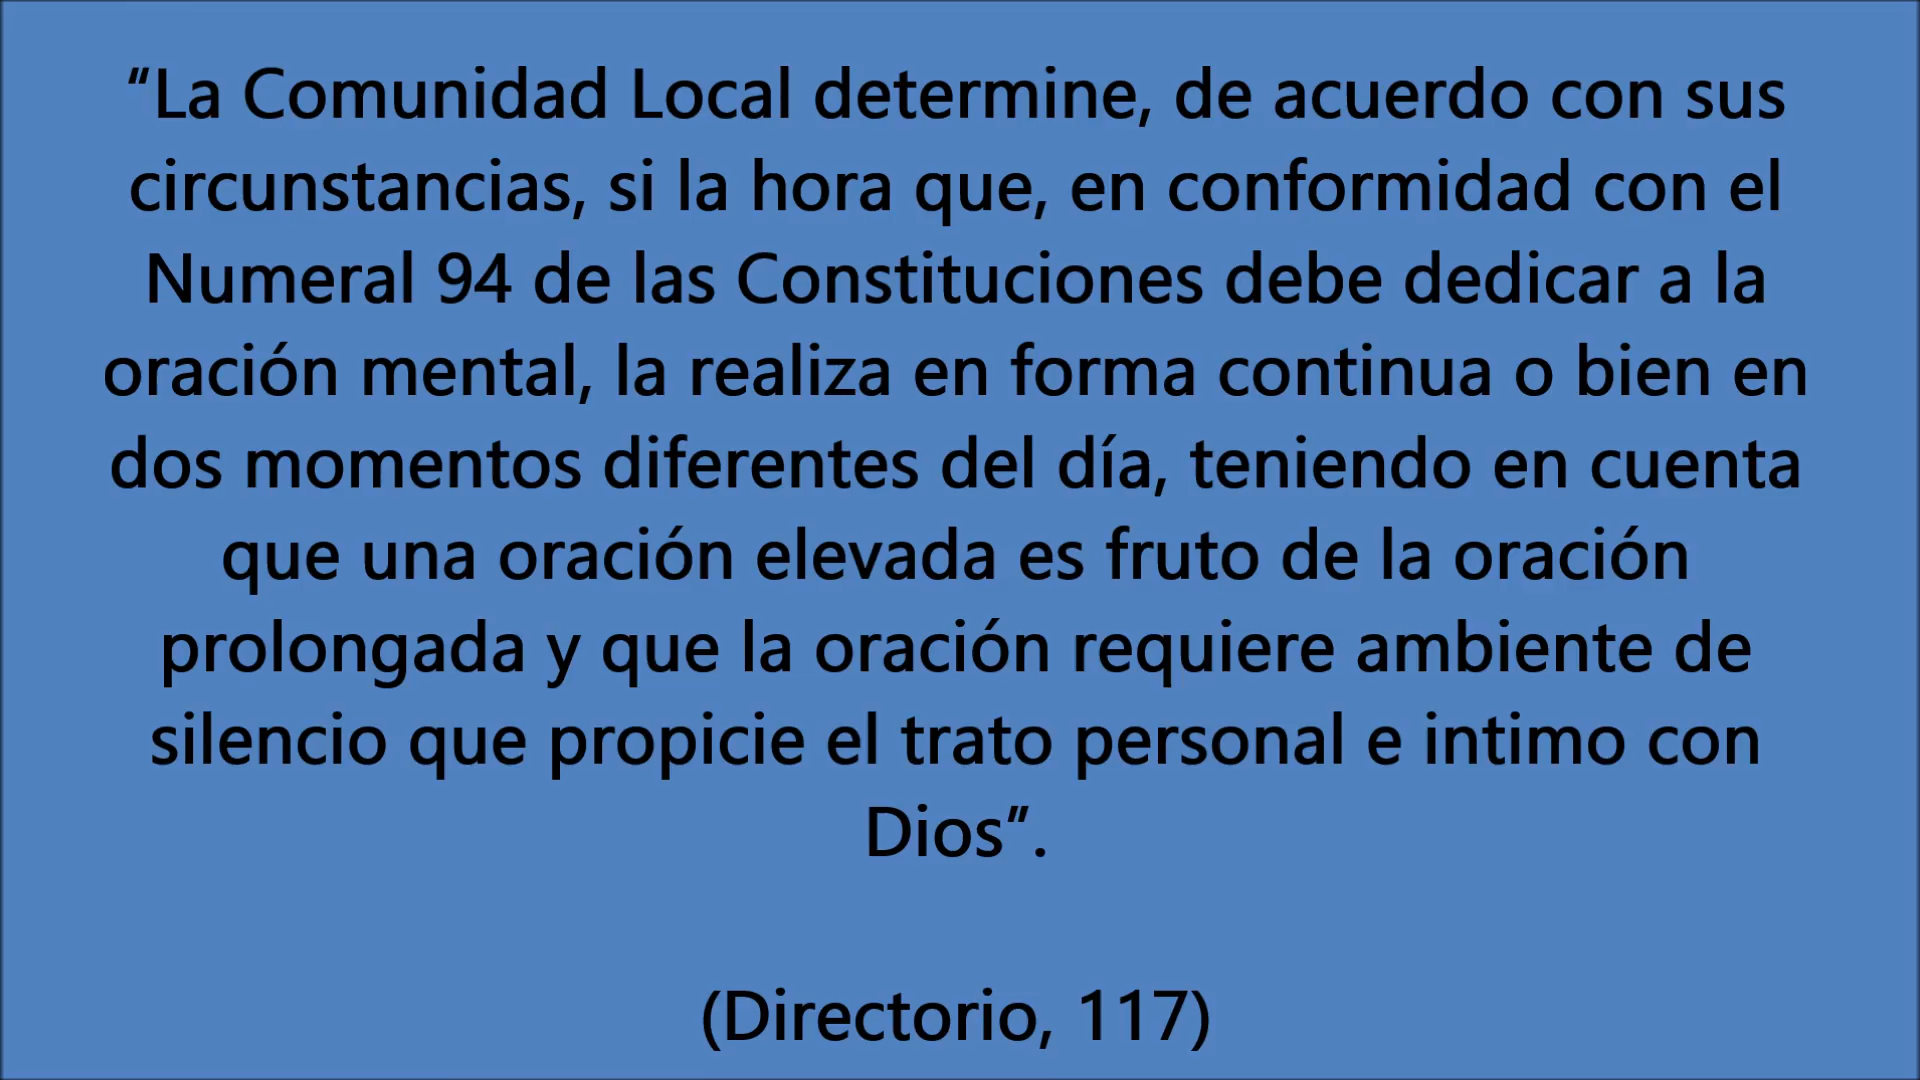 “La Comunidad Local determine, de acuerdo con sus
circunstancias, si la hora que, en conformidad con el
Numeral 94 de las Constituciones debe dedicar a la
oración mental, la realiza en forma continua o bien en
dos momentos diferentes del día, teniendo en cuenta
que una oración elevada es fruto de la oración
prolongada y que la oración requiere ambiente de
silencio que propicie el trato personal e intimo con
Dios”.
(Directorio, 117)